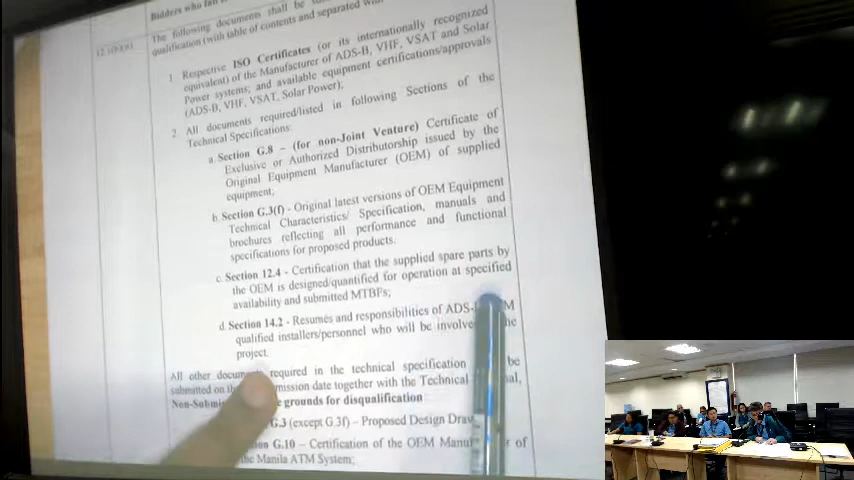 Bidders who fail
The following documents shall be
qualification (with table of contents and separated with
1. Respective ISO Certificates (or its internationally recognized
equivalent) of the Manufacturer of ADS-B, VHF, VSAT and Solar
Power systems; and available equipment certifications/approvals
(ADS-B, VHF, VSAT, Solar Power);
2. All documents required/listed in following Sections of the
Technical Specifications:
a. Section G.8 – (for non-Joint Venture) Certificate of
Exclusive or Authorized Distributorship issued by the
Original Equipment Manufacturer (OEM) of supplied
equipment;
b. Section G.3(f) - Original latest versions of OEM Equipment
Technical Characteristics/ Specification, manuals and
brochures reflecting all performance and functional
specifications for proposed products.
c. Section 12.4 - Certification that the supplied spare parts by
the OEM is designed/quantified for operation at specified
availability and submitted MTBFs;
d. Section 14.2 - Resumes and responsibilities of ADS-
qualified installers/personnel who will be
project.
All other required in the technical specification be
submitted on the date together with the Technical
grounds for disqualification
G.3 (except G.3f) – Proposed Design
G.10 – Certification of the OEM of
the Manila ATM System;